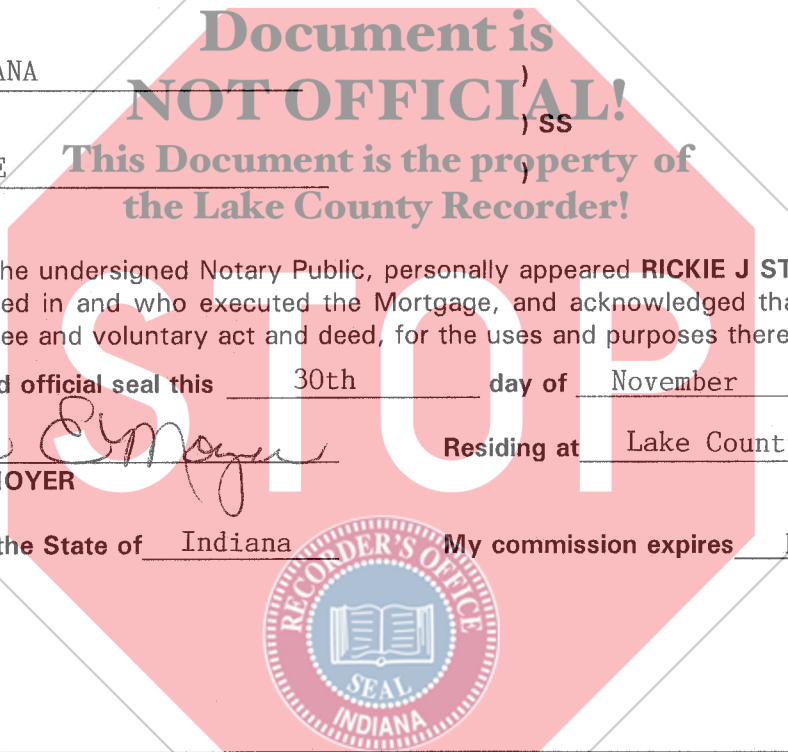 Document is
ANA )
NOT OFFICIAL!
) SS
E )
This Document is the property of
the Lake County Recorder!
he undersigned Notary Public, personally appeared RICKIE J ST
ed in and who executed the Mortgage, and acknowledged tha
ee and voluntary act and deed, for the uses and purposes there
STOP
d official seal this 30th day of November
E Moyer Residing at Lake Count
MOYER
the State of Indiana My commission expires
RECORDER'S OFFICE
SEAL
INDIANA